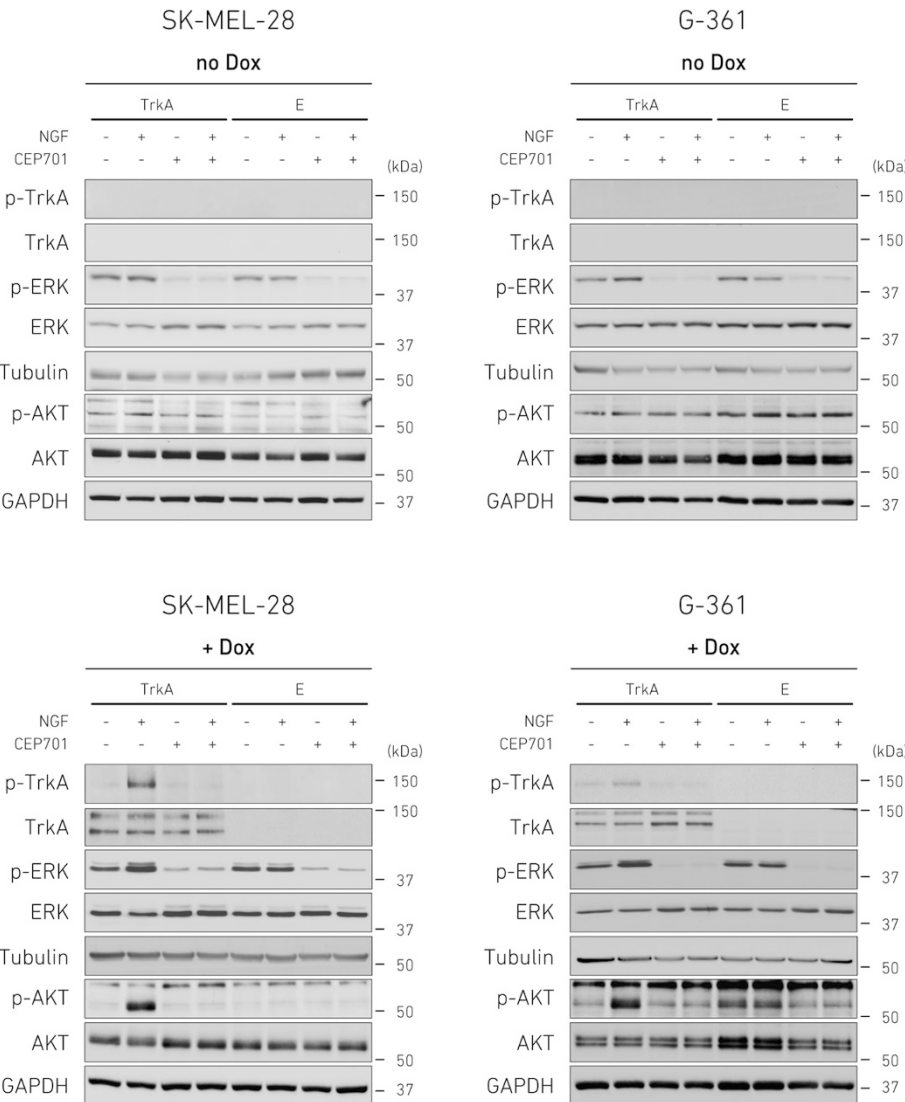 SK-MEL-28
no Dox
TrkA E
NGF - + - + - + - +
CEP701 - - + + - - + +
(kDa)
p-TrkA 150
TrkA 150
p-ERK 37
ERK 37
Tubulin 50
p-AKT 50
AKT 50
GAPDH 37
G-361
no Dox
TrkA E
NGF - + - + - + - +
CEP701 - - + + - - + +
(kDa)
p-TrkA 150
TrkA 150
p-ERK 37
ERK 37
Tubulin 50
p-AKT 50
AKT 50
GAPDH 37
SK-MEL-28
+ Dox
TrkA E
NGF - + - + - + - +
CEP701 - - + + - - + +
(kDa)
p-TrkA 150
TrkA 150
p-ERK 37
ERK 37
Tubulin 50
p-AKT 50
AKT 50
GAPDH 37
G-361
+ Dox
TrkA E
NGF - + - + - + - +
CEP701 - - + + - - + +
(kDa)
p-TrkA 150
TrkA 150
p-ERK 37
ERK 37
Tubulin 50
p-AKT 50
AKT 50
GAPDH 37